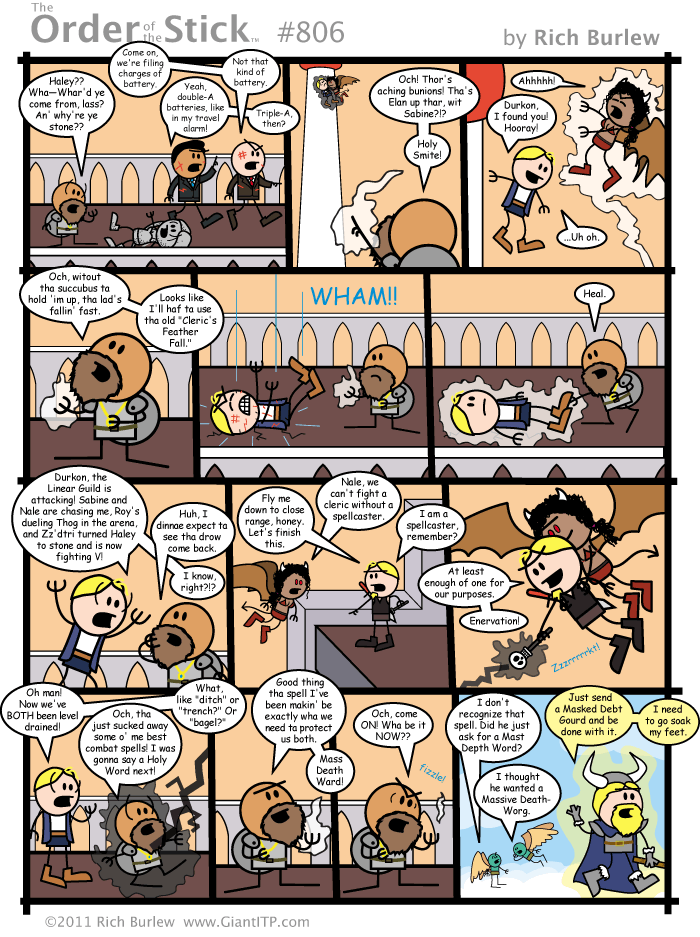 The
Order of the Stick™ #806
by Rich Burlew
Haley??
Wha—Whar'd ye
come from, lass?
An' why're ye
stone??
Come on,
we're filing
charges of
battery.
Yeah,
double-A
batteries, like
in my travel
alarm!
Not that
kind of
battery.
Triple-A,
then?
Och! Thor's
aching bunions! Tha's
Elan up thar, wit
Sabine?!?
Holy
Smite!
Ahhhhh!
Durkon,
I found you!
Hooray!
...Uh oh.
Och, witout
tha succubus ta
hold 'im up, tha lad's
fallin' fast.
Looks like
I'll haf ta use
tha old "Cleric's
Feather
Fall."
WHAM!!
Heal.
Durkon, the
Linear Guild is
attacking! Sabine and
Nale are chasing me, Roy's
dueling Thog in the arena,
and Zz'dtri turned Haley
to stone and is now
fighting V!
Huh, I
dinnae expect to
see tha drow
come back.
I know,
right?!?
Fly me
down to close
range, honey.
Let's finish
this.
Nale, we
can't fight a
cleric without a
spellcaster.
I am a
spellcaster,
remember?
At least
enough of one for
our purposes.
Enervation!
Zzzrrrrrkt!
Oh man!
Now we've
BOTH been level
drained!
What,
like "ditch" or
"trench?" Or
"bagel?"
Och, tha
just sucked away
some o' me best
combat spells! I was
gonna say a Holy
Word next!
Good thing
tha spell I've
been makin' be
exactly wha we
need ta protect
us both.
Mass
Death
Ward!
Och, come
ON! Wha be it
NOW??
fizzle!
I don't
recognize that
spell. Did he just
ask for a Mast
Depth Word?
I thought
he wanted a
Massive Death-
Worg.
Just send
a Masked Debt
Gourd and be
done with it.
I need
to go soak
my feet.
©2011 Rich Burlew www.GiantITP.com